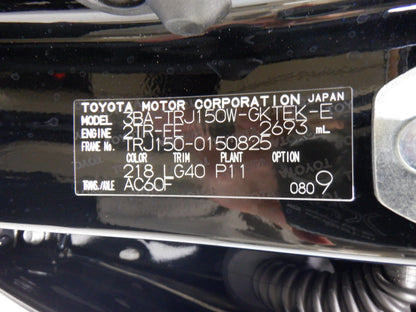 TOYOTA MOTOR CORPORATION JAPAN
MODEL 3BA-TRJ150W-GKTEK-E
ENGINE 2TR-FE 2693 mL
FRAME No. TRJ150-0150825
COLOR TRIM PLANT OPTION
218 LG40 P11
TRANS./AXLE AC60F 080 9